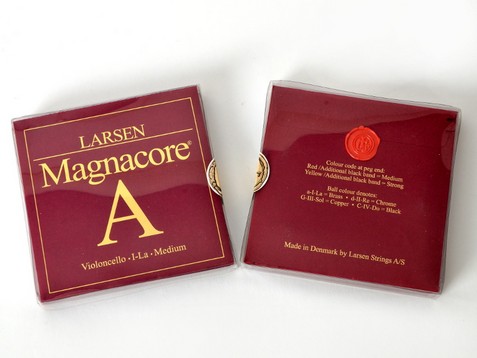 LARSEN
Magnacore®
A
Violoncello · I-La · Medium
Colour code at peg end:
Red /Additional black band = Medium
Yellow /Additional black band = Strong
Ball colour denotes:
a-I-La = Brass · d-II-Re = Chrome
G-III-Sol = Copper · C-IV-Do = Black
Made in Denmark by Larsen Strings A/S